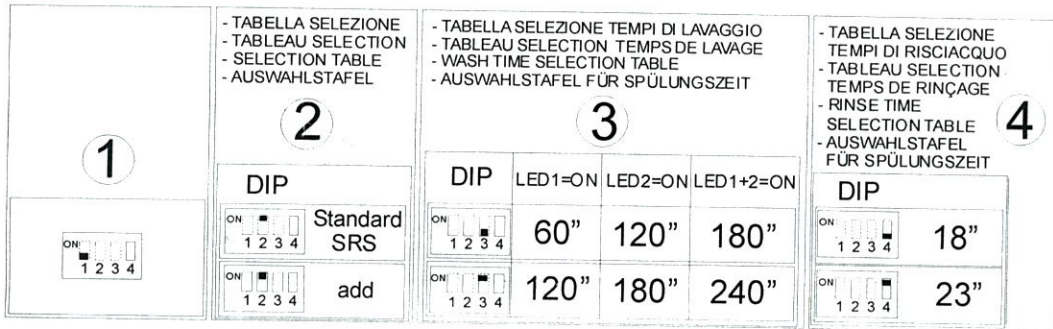 1
ON
1 2 3 4
- TABELLA SELEZIONE
- TABLEAU SELECTION
- SELECTION TABLE
- AUSWAHLSTAFEL
2
DIP
ON
1 2 3 4
Standard
SRS
ON
1 2 3 4
add
- TABELLA SELEZIONE TEMPI DI LAVAGGIO
- TABLEAU SELECTION TEMPS DE LAVAGE
- WASH TIME SELECTION TABLE
- AUSWAHLSTAFEL FÜR SPÜLUNGSZEIT
3
DIP LED1=ON LED2=ON LED1+2=ON
ON
1 2 3 4
60” 120” 180”
ON
1 2 3 4
120” 180” 240”
- TABELLA SELEZIONE
TEMPI DI RISCIACQUO
- TABLEAU SELECTION
TEMPS DE RINÇAGE
- RINSE TIME
SELECTION TABLE
- AUSWAHLSTAFEL
FÜR SPÜLUNGSZEIT
4
DIP
ON
1 2 3 4
18”
ON
1 2 3 4
23”